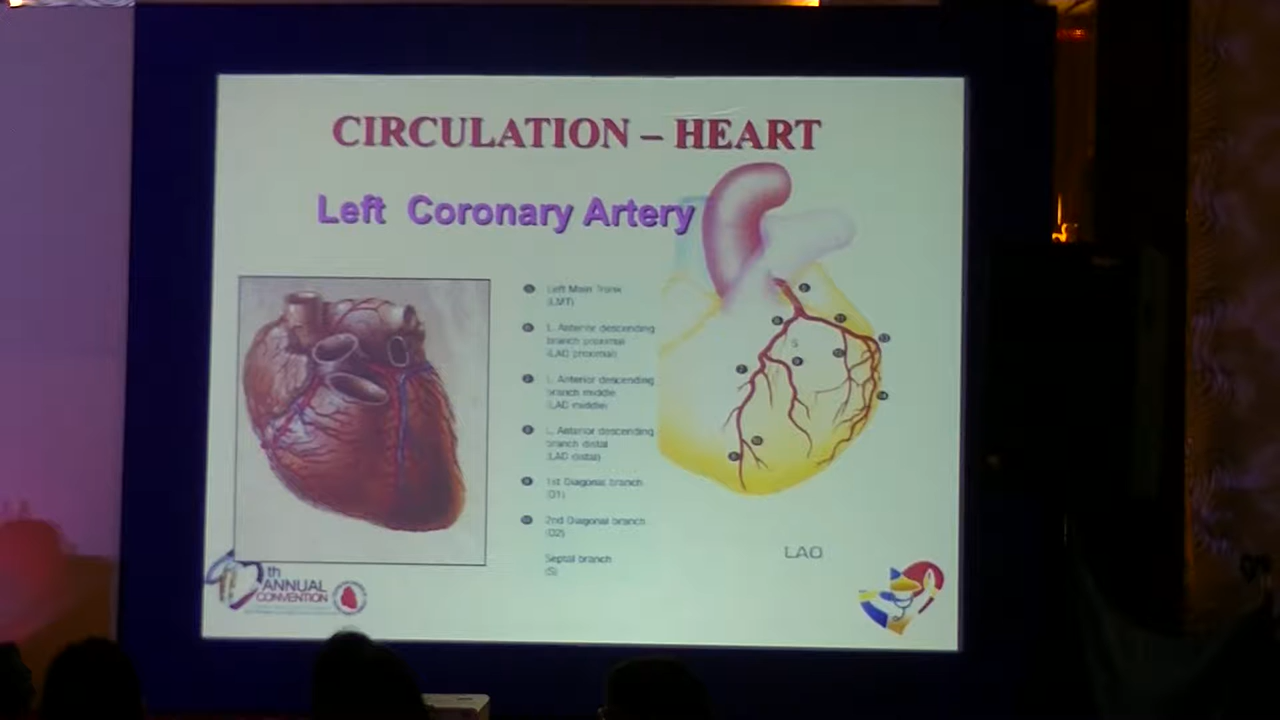 CIRCULATION – HEART
Left Coronary Artery
Left Main Trunk
(LMT)
L. Anterior descending
branch proximal
(LAD proximal)
L. Anterior descending
branch middle
(LAD middle)
L. Anterior descending
branch distal
(LAD distal)
1st Diagonal branch
(D1)
2nd Diagonal branch
(D2)
Septal branch
(S)
S
LAO
th
ANNUAL
CONVENTION